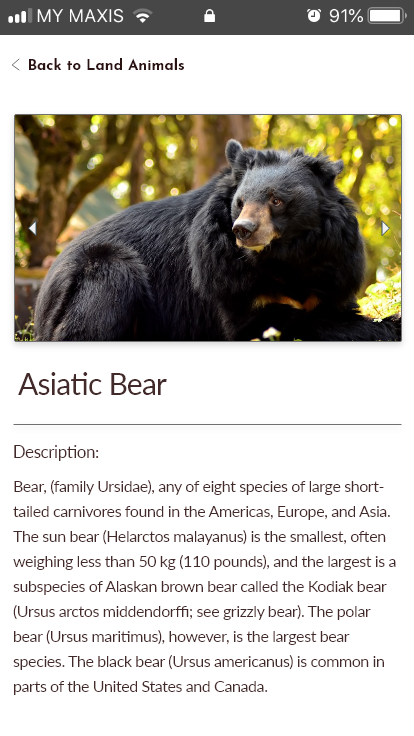 MY MAXIS 91%
Back to Land Animals
Asiatic Bear
Description:
Bear, (family Ursidae), any of eight species of large short-
tailed carnivores found in the Americas, Europe, and Asia.
The sun bear (Helarctos malayanus) is the smallest, often
weighing less than 50 kg (110 pounds), and the largest is a
subspecies of Alaskan brown bear called the Kodiak bear
(Ursus arctos middendorffi; see grizzly bear). The polar
bear (Ursus maritimus), however, is the largest bear
species. The black bear (Ursus americanus) is common in
parts of the United States and Canada.